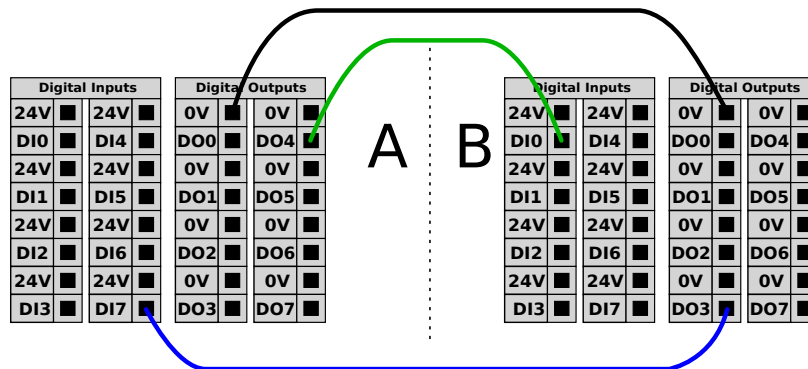 Digital Inputs Digital Outputs Digital Inputs Digital Outputs
24V 24V 0V 0V 24V 24V 0V 0V
DI0 DI4 DO0 DO4 A B DI0 DI4 DO0 DO4
24V 24V 0V 0V 24V 24V 0V 0V
DI1 DI5 DO1 DO5 DI1 DI5 DO1 DO5
24V 24V 0V 0V 24V 24V 0V 0V
DI2 DI6 DO2 DO6 DI2 DI6 DO2 DO6
24V 24V 0V 0V 24V 24V 0V 0V
DI3 DI7 DO3 DO7 DI3 DI7 DO3 DO7